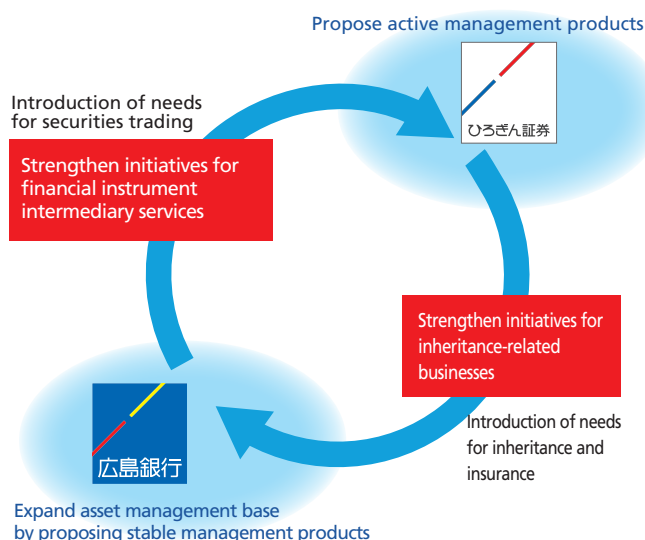 Propose active management products
ひろぎん証券
Introduction of needs
for securities trading
Strengthen initiatives for
financial instrument
intermediary services
Strengthen initiatives for
inheritance-related
businesses
Introduction of needs
for inheritance and
insurance
広島銀行
Expand asset management base
by proposing stable management products